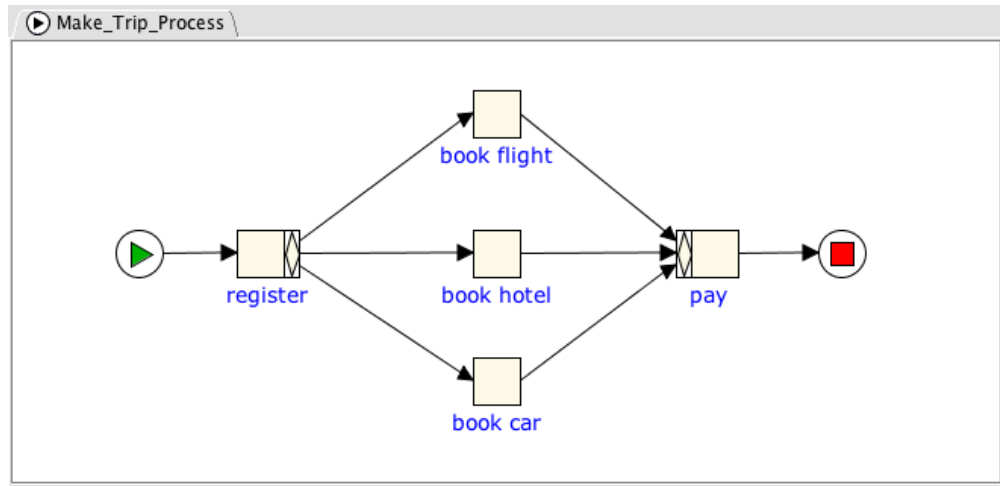 Make_Trip_Process
book flight
register
book hotel
pay
book car